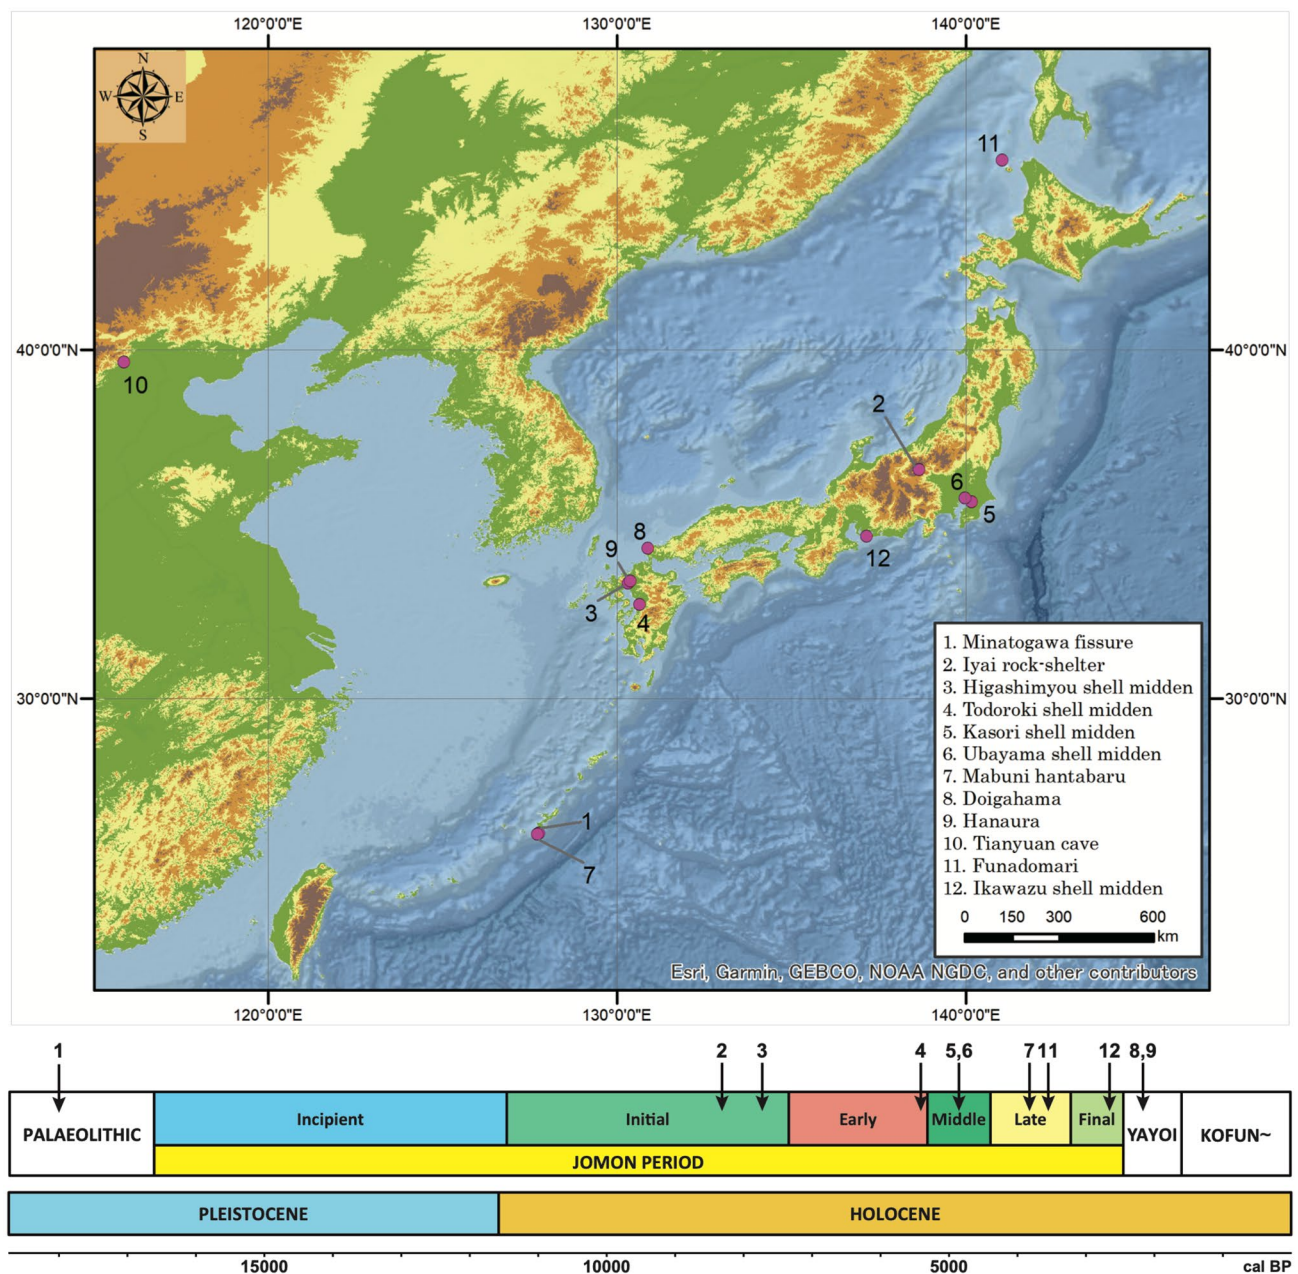 120°0'0"E 130°0'0"E 140°0'0"E
N
W E
S
11
40°0'0"N 40°0'0"N
10
2
6
5
8
9
12
3
4
1. Minatogawa fissure
2. Iyai rock-shelter
3. Higashimyou shell midden
30°0'0"N 30°0'0"N
4. Todoroki shell midden
5. Kasori shell midden
6. Ubayama shell midden
7. Mabuni hantabaru
8. Doigahama
9. Hanaura
10. Tianyuan cave
11. Funadomari
12. Ikawazu shell midden
1
7
0 150 300 600
km
Esri, Garmin, GEBCO, NOAA NGDC, and other contributors
120°0'0"E 130°0'0"E 140°0'0"E
1 2 3 4 5,6 7 11 12 8,9
PALAEOLITHIC Incipient Initial Early Middle Late Final YAYOI KOFUN~
JOMON PERIOD
PLEISTOCENE HOLOCENE
15000 10000 5000 cal BP